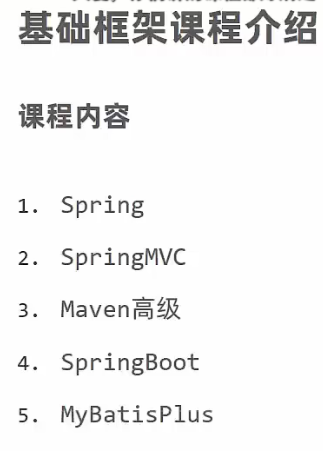 基础框架课程介绍
课程内容
1. Spring
2. SpringMVC
3. Maven高级
4. SpringBoot
5. MyBatisPlus